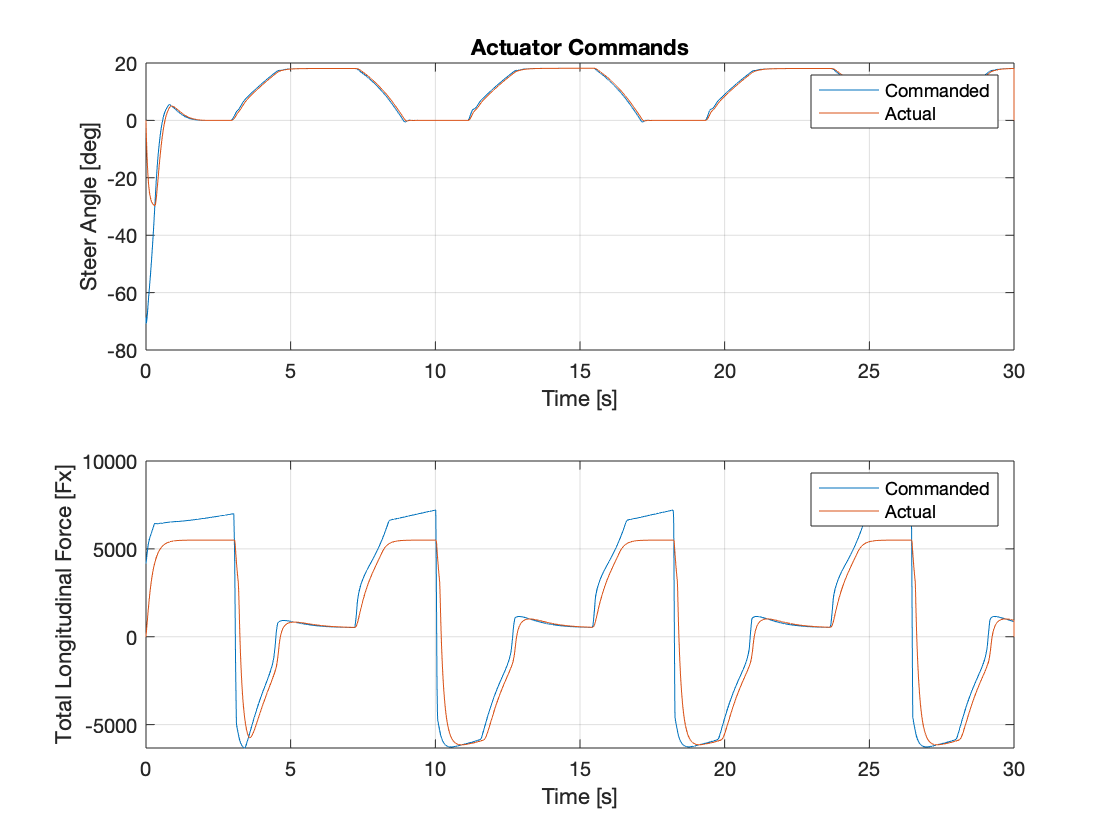 Actuator Commands
20
0
-20
-40
-60
-80
Steer Angle [deg]
Commanded
Actual
0 5 10 15 20 25 30
Time [s]
10000
5000
0
-5000
Total Longitudinal Force [Fx]
Commanded
Actual
0 5 10 15 20 25 30
Time [s]